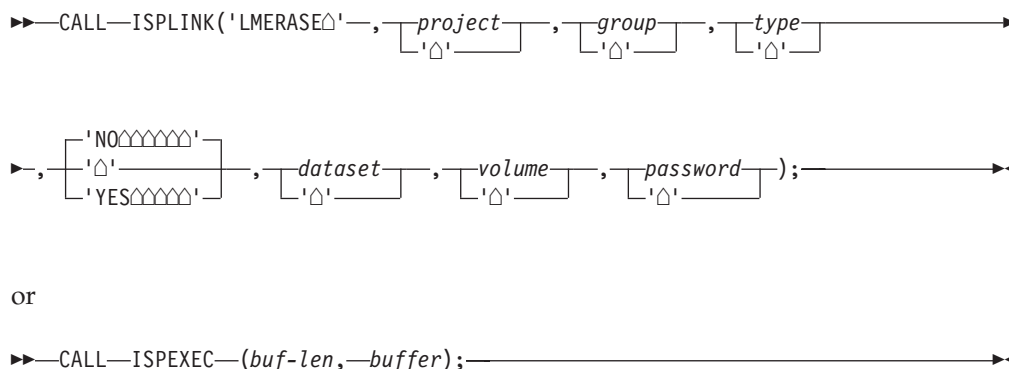 CALL ISPLINK('LMERASE⌂' , project , group , type
'⌂' '⌂' '⌂'
'NO⌂⌂⌂⌂⌂⌂'
, '⌂' , dataset , volume , password );
'YES⌂⌂⌂⌂⌂' '⌂' '⌂' '⌂'
or
CALL ISPEXEC (buf-len, buffer);